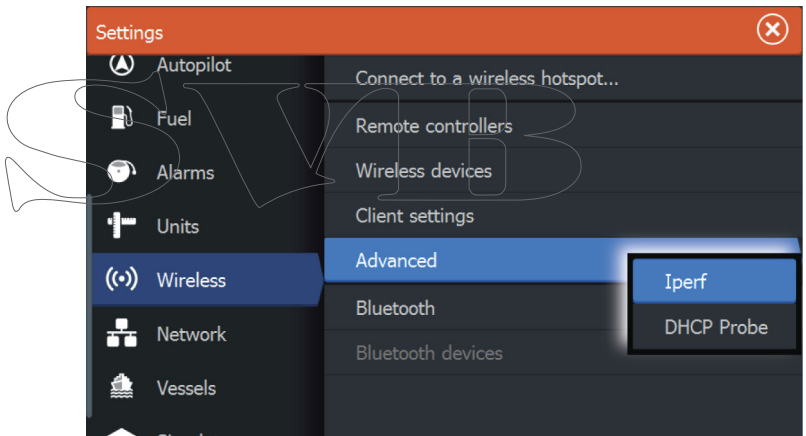 Settings
Autopilot
Fuel
Alarms
Units
Wireless
Network
Vessels
Connect to a wireless hotspot...
Remote controllers
Wireless devices
Client settings
Advanced
Bluetooth
Bluetooth devices
Iperf
DHCP Probe
SVB